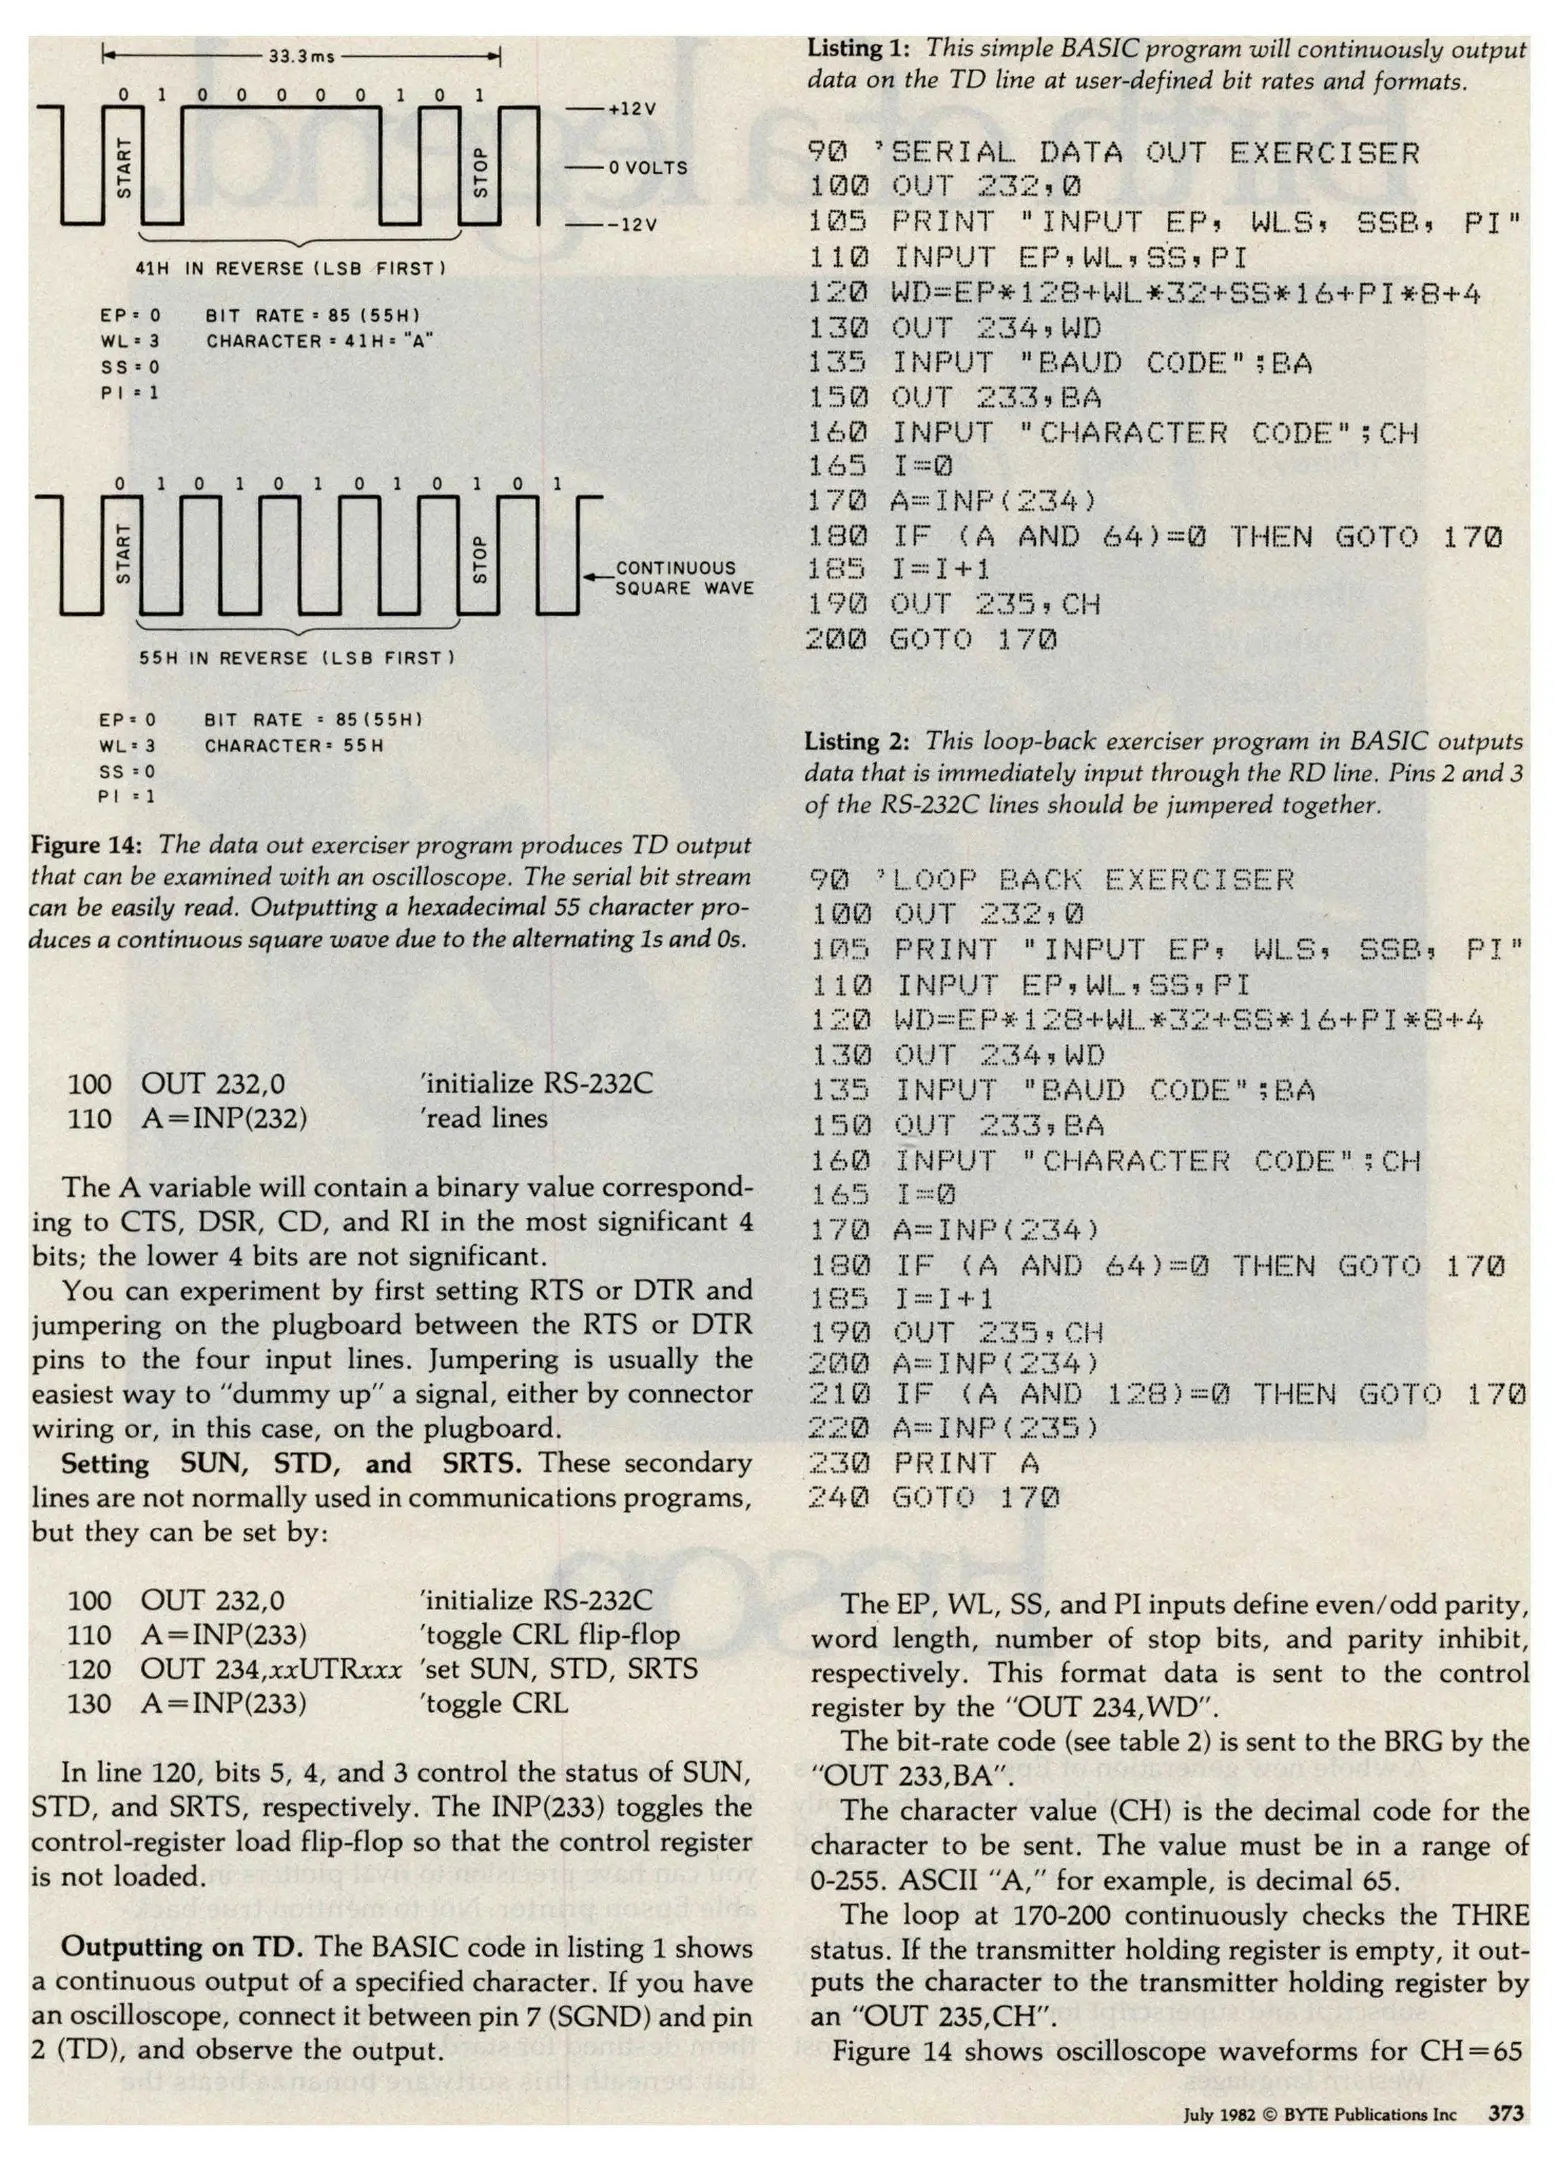 33.3ms
0 1 0 0 0 0 0 1 0 1
START
STOP
+12V
0 VOLTS
-12V
41H IN REVERSE (LSB FIRST)
EP = 0 BIT RATE = 85 (55H)
WL = 3 CHARACTER = 41H = "A"
SS = 0
PI = 1
0 1 0 1 0 1 0 1 0 1 0 1
START
STOP
CONTINUOUS
SQUARE WAVE
55H IN REVERSE (LSB FIRST)
EP = 0 BIT RATE = 85 (55H)
WL = 3 CHARACTER = 55H
SS = 0
PI = 1
Figure 14: The data out exerciser program produces TD output
that can be examined with an oscilloscope. The serial bit stream
can be easily read. Outputting a hexadecimal 55 character pro-
duces a continuous square wave due to the alternating 1s and 0s.
100 OUT 232,0 'initialize RS-232C
110 A=INP(232) 'read lines
The A variable will contain a binary value correspond-
ing to CTS, DSR, CD, and RI in the most significant 4
bits; the lower 4 bits are not significant.
You can experiment by first setting RTS or DTR and
jumpering on the plugboard between the RTS or DTR
pins to the four input lines. Jumpering is usually the
easiest way to "dummy up" a signal, either by connector
wiring or, in this case, on the plugboard.
Setting SUN, STD, and SRTS. These secondary
lines are not normally used in communications programs,
but they can be set by:
100 OUT 232,0 'initialize RS-232C
110 A=INP(233) 'toggle CRL flip-flop
120 OUT 234,xxUTRxxx 'set SUN, STD, SRTS
130 A=INP(233) 'toggle CRL
In line 120, bits 5, 4, and 3 control the status of SUN,
STD, and SRTS, respectively. The INP(233) toggles the
control-register load flip-flop so that the control register
is not loaded.
Outputting on TD. The BASIC code in listing 1 shows
a continuous output of a specified character. If you have
an oscilloscope, connect it between pin 7 (SGND) and pin
2 (TD), and observe the output.
Listing 1: This simple BASIC program will continuously output
data on the TD line at user-defined bit rates and formats.
90 'SERIAL DATA OUT EXERCISER
100 OUT 232,0
105 PRINT "INPUT EP, WLS, SSB, PI"
110 INPUT EP,WL,SS,PI
120 WD=EP*128+WL*32+SS*16+PI*8+4
130 OUT 234,WD
135 INPUT "BAUD CODE";BA
150 OUT 233,BA
160 INPUT "CHARACTER CODE";CH
165 I=0
170 A=INP(234)
180 IF (A AND 64)=0 THEN GOTO 170
185 I=I+1
190 OUT 235,CH
200 GOTO 170
Listing 2: This loop-back exerciser program in BASIC outputs
data that is immediately input through the RD line. Pins 2 and 3
of the RS-232C lines should be jumpered together.
90 'LOOP BACK EXERCISER
100 OUT 232,0
105 PRINT "INPUT EP, WLS, SSB, PI"
110 INPUT EP,WL,SS,PI
120 WD=EP*128+WL*32+SS*16+PI*8+4
130 OUT 234,WD
135 INPUT "BAUD CODE";BA
150 OUT 233,BA
160 INPUT "CHARACTER CODE";CH
165 I=0
170 A=INP(234)
180 IF (A AND 64)=0 THEN GOTO 170
185 I=I+1
190 OUT 235,CH
200 A=INP(234)
210 IF (A AND 128)=0 THEN GOTO 170
220 A=INP(235)
230 PRINT A
240 GOTO 170
The EP, WL, SS, and PI inputs define even/odd parity,
word length, number of stop bits, and parity inhibit,
respectively. This format data is sent to the control
register by the "OUT 234,WD".
The bit-rate code (see table 2) is sent to the BRG by the
"OUT 233,BA".
The character value (CH) is the decimal code for the
character to be sent. The value must be in a range of
0-255. ASCII "A," for example, is decimal 65.
The loop at 170-200 continuously checks the THRE
status. If the transmitter holding register is empty, it out-
puts the character to the transmitter holding register by
an "OUT 235,CH".
Figure 14 shows oscilloscope waveforms for CH=65
July 1982 © BYTE Publications Inc 373